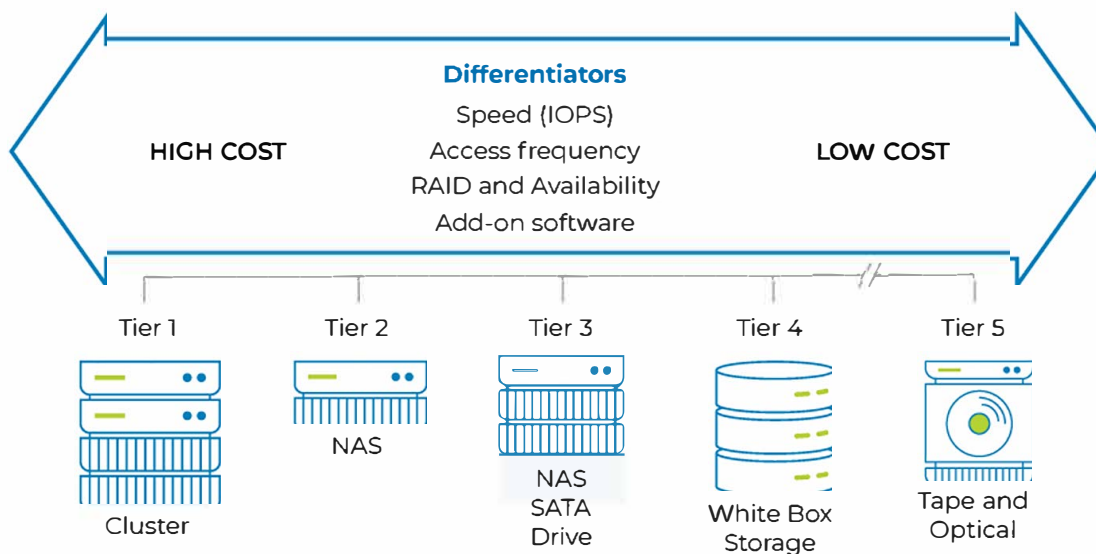 Differentiators
Speed (IOPS)
HIGH COST
Access frequency
LOW COST
RAID and Availability
Add-on software
Tier 1
Tier 2
Tier 3
Tier 4
Tier 5
Cluster
NAS
NAS
SATA
Drive
White Box
Storage
Tape and
Optical